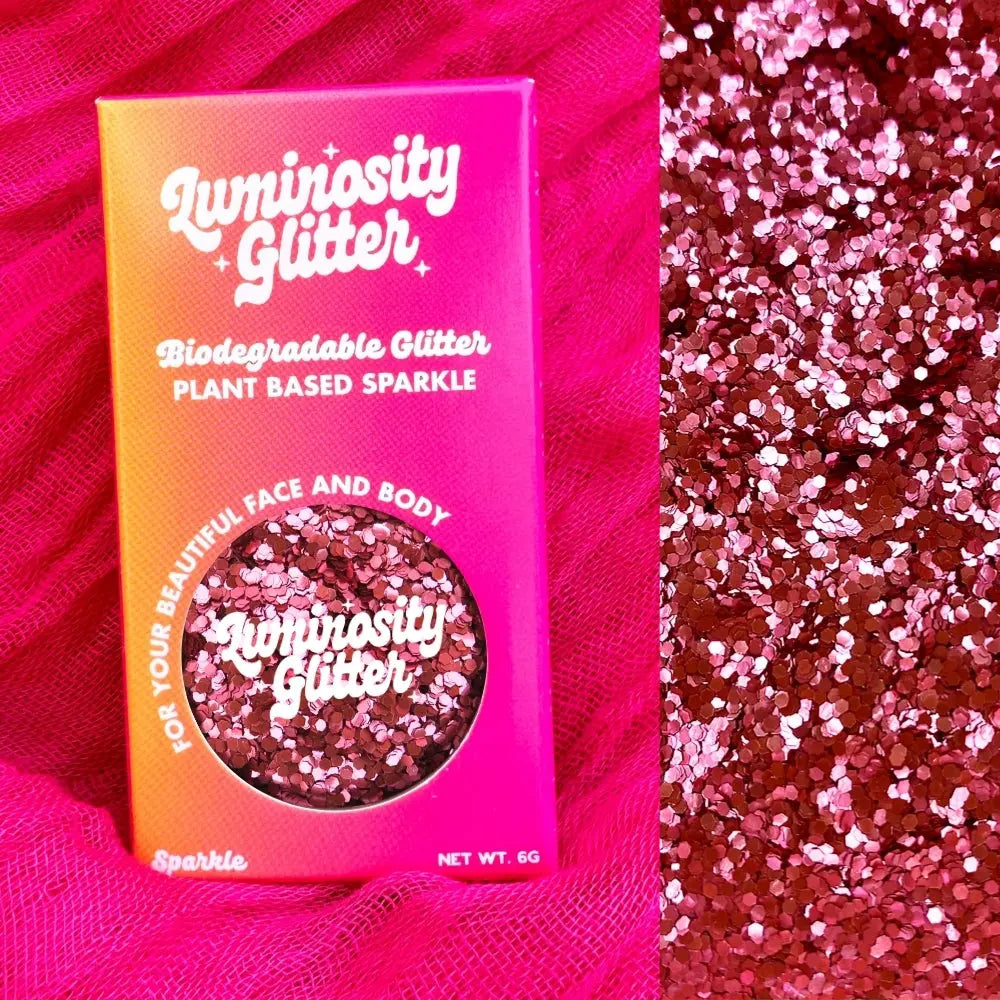 Luminosity
Glitter
Biodegradable Glitter
PLANT BASED SPARKLE
FOR YOUR BEAUTIFUL FACE AND BODY
Luminosity
Glitter
Sparkle
NET WT. 6G